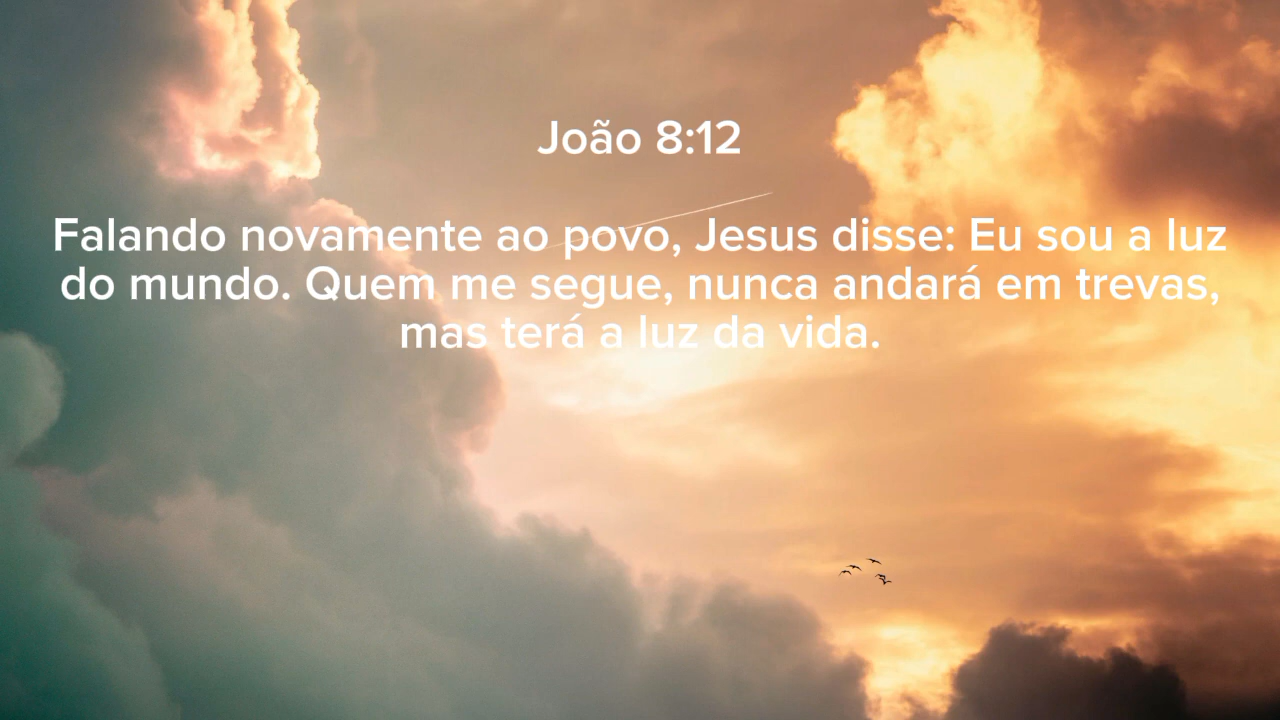 João 8:12
Falando novamente ao povo, Jesus disse: Eu sou a luz
do mundo. Quem me segue, nunca andará em trevas,
mas terá a luz da vida.